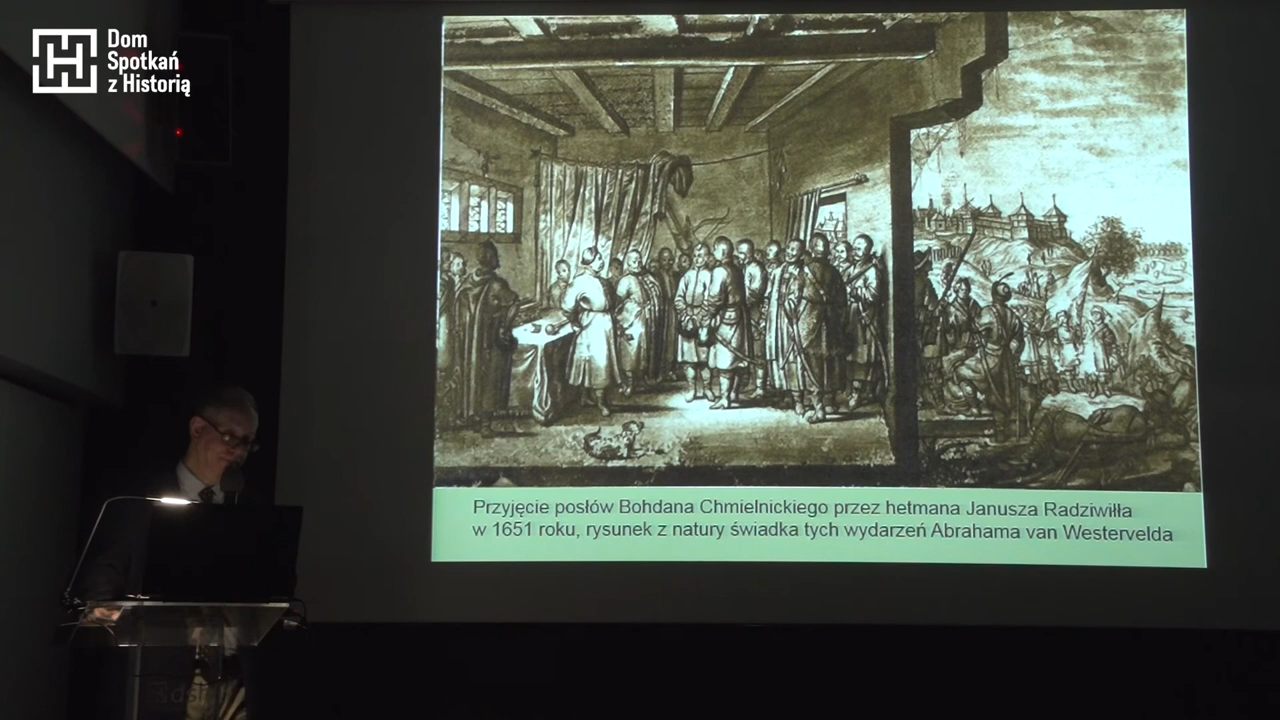 Dom
Spotkań
z Historią
Przyjęcie posłów Bohdana Chmielnickiego przez hetmana Janusza Radziwiłła
w 1651 roku, rysunek z natury świadka tych wydarzeń Abrahama van Westervelda
dsh